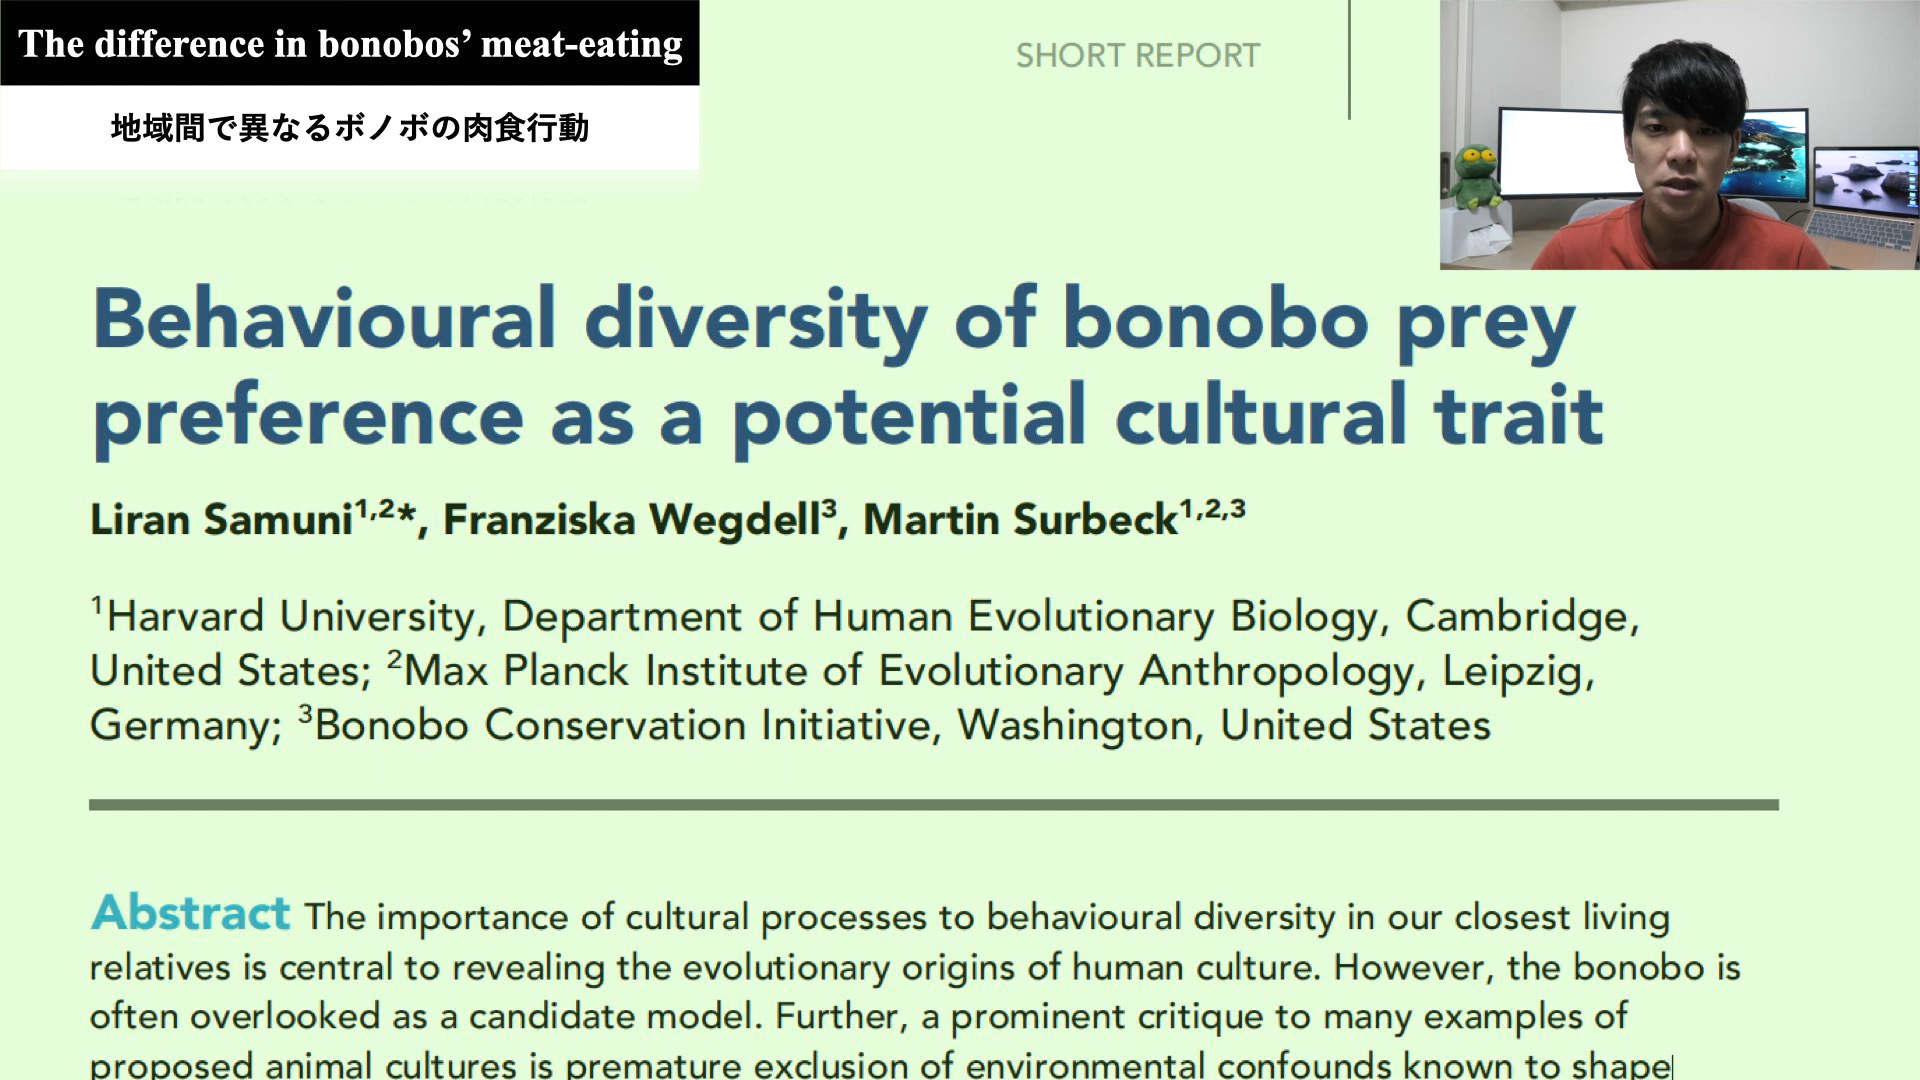 The difference in bonobos’ meat-eating
地域間で異なるボノボの肉食行動
SHORT REPORT
Behavioural diversity of bonobo prey
preference as a potential cultural trait
Liran Samuni1,2*, Franziska Wegdell3, Martin Surbeck1,2,3
1Harvard University, Department of Human Evolutionary Biology, Cambridge,
United States; 2Max Planck Institute of Evolutionary Anthropology, Leipzig,
Germany; 3Bonobo Conservation Initiative, Washington, United States
Abstract The importance of cultural processes to behavioural diversity in our closest living
relatives is central to revealing the evolutionary origins of human culture. However, the bonobo is
often overlooked as a candidate model. Further, a prominent critique to many examples of
proposed animal cultures is premature exclusion of environmental confounds known to shape